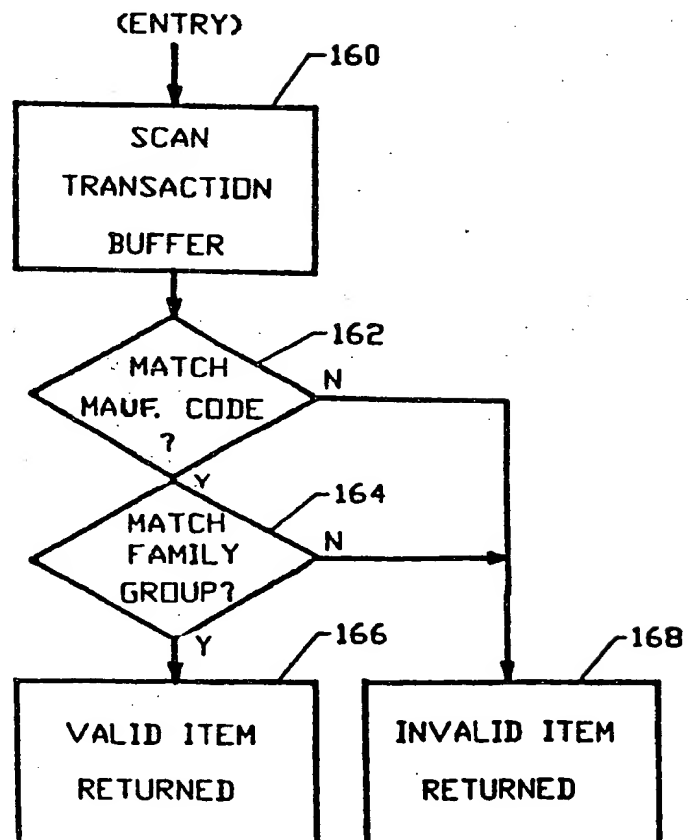 (ENTRY)
160
SCAN
TRANSACTION
BUFFER
162
MATCH
MAUF. CODE
?
N
Y
164
MATCH
FAMILY
GROUP?
N
Y
166
VALID ITEM
RETURNED
168
INVALID ITEM
RETURNED